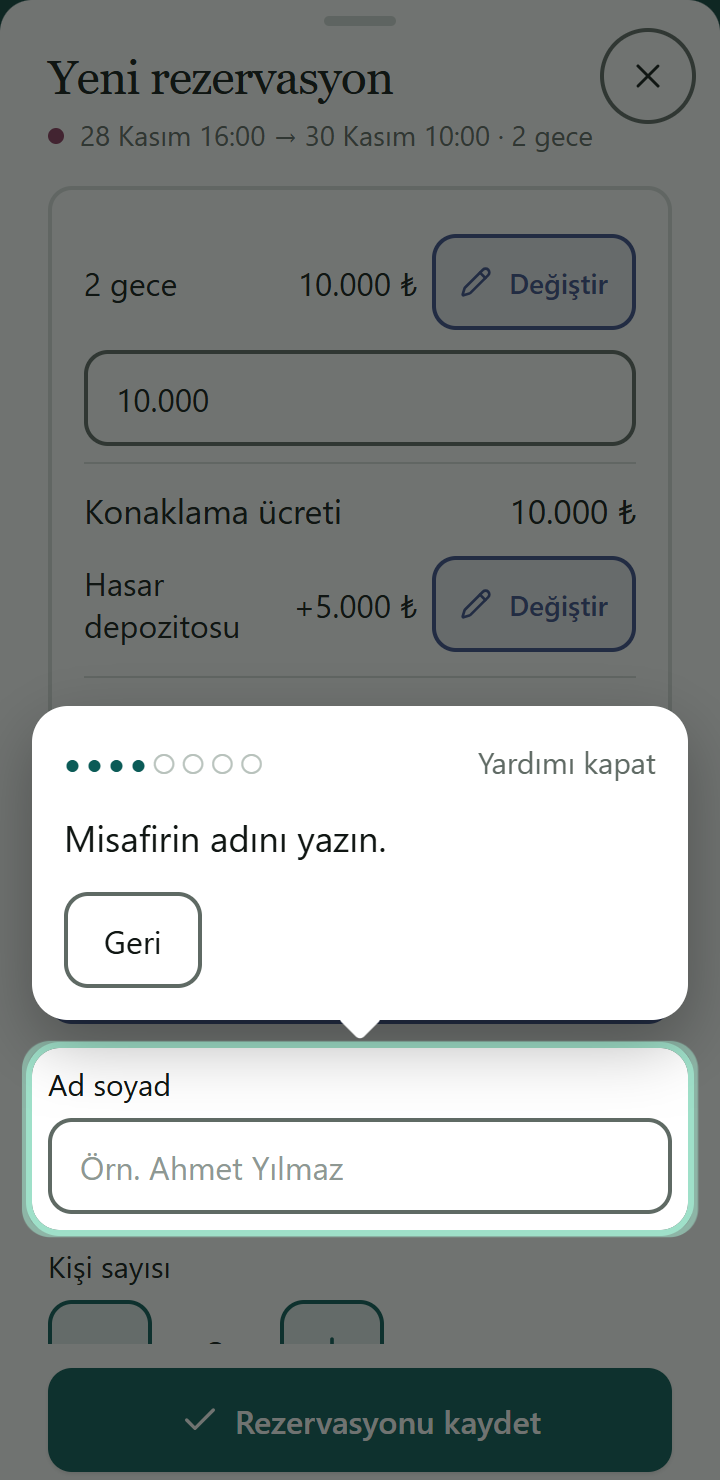 Yeni rezervasyon
28 Kasım 16:00 → 30 Kasım 10:00 · 2 gece
2 gece 10.000 ₺ Değiştir
10.000
Konaklama ücreti 10.000 ₺
Hasar depozitosu +5.000 ₺ Değiştir
Yardımı kapat
Misafirin adını yazın.
Geri
Ad soyad
Örn. Ahmet Yılmaz
Kişi sayısı
Rezervasyonu kaydet